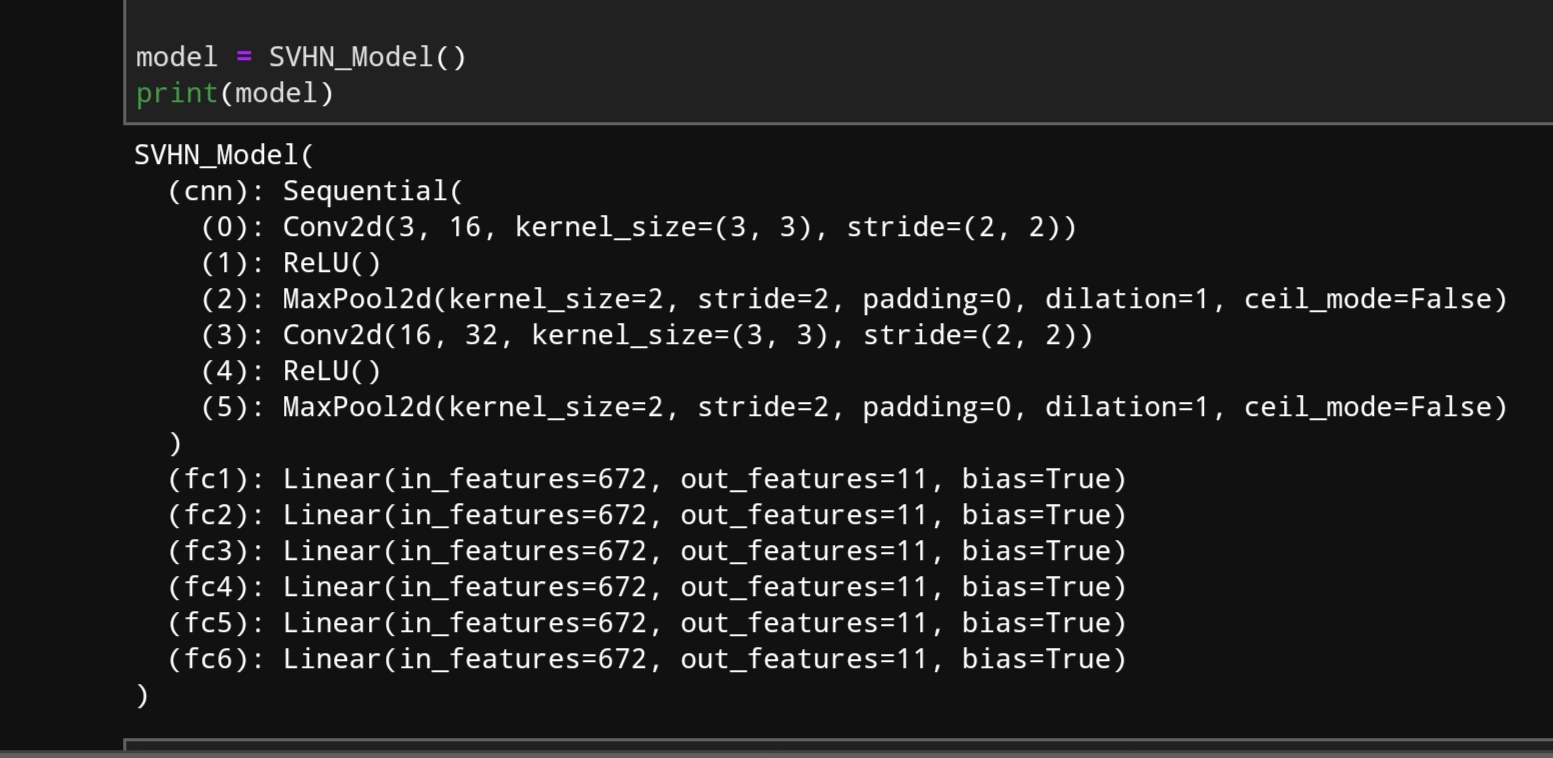 model = SVHN_Model()
print(model)
SVHN_Model(
  (cnn): Sequential(
    (0): Conv2d(3, 16, kernel_size=(3, 3), stride=(2, 2))
    (1): ReLU()
    (2): MaxPool2d(kernel_size=2, stride=2, padding=0, dilation=1, ceil_mode=False)
    (3): Conv2d(16, 32, kernel_size=(3, 3), stride=(2, 2))
    (4): ReLU()
    (5): MaxPool2d(kernel_size=2, stride=2, padding=0, dilation=1, ceil_mode=False)
  )
  (fc1): Linear(in_features=672, out_features=11, bias=True)
  (fc2): Linear(in_features=672, out_features=11, bias=True)
  (fc3): Linear(in_features=672, out_features=11, bias=True)
  (fc4): Linear(in_features=672, out_features=11, bias=True)
  (fc5): Linear(in_features=672, out_features=11, bias=True)
  (fc6): Linear(in_features=672, out_features=11, bias=True)
)